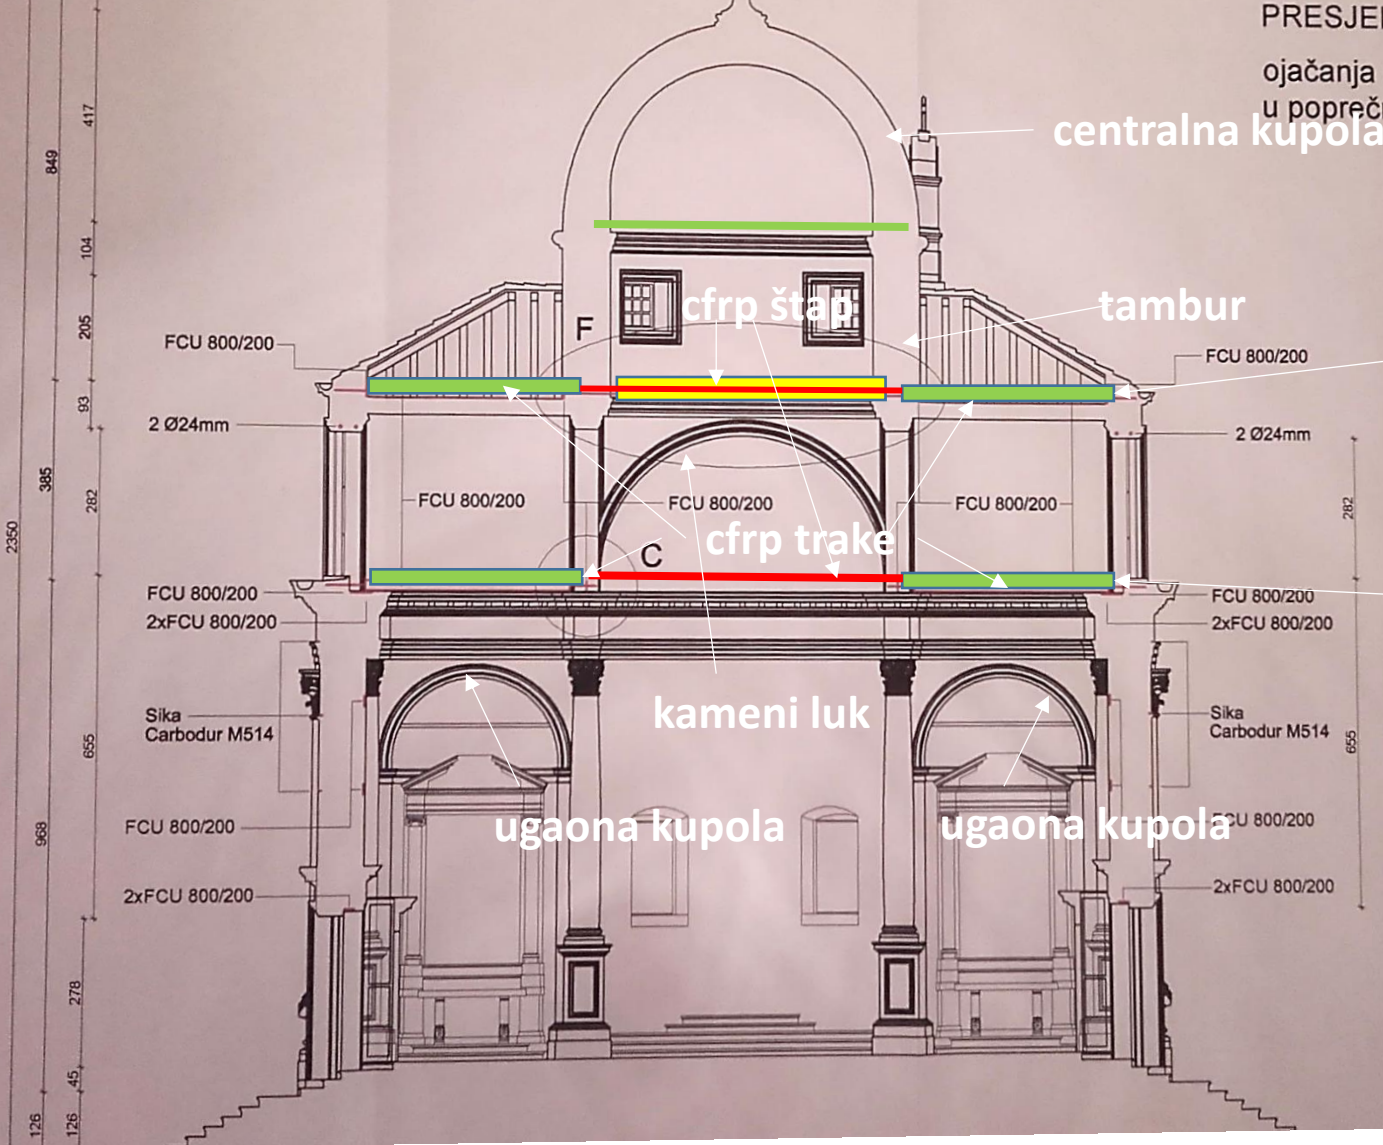 PRESJE
ojačanja
u popreč
centralna kupola
cfrp štap
tambur
F
FCU 800/200
FCU 800/200
2 Ø24mm
2 Ø24mm
FCU 800/200
FCU 800/200
FCU 800/200
cfrp trake
C
FCU 800/200
2xFCU 800/200
FCU 800/200
2xFCU 800/200
kameni luk
Sika
Carbodur M514
Sika
Carbodur M514
ugaona kupola
ugaona kupola
FCU 800/200
FCU 800/200
2xFCU 800/200
2xFCU 800/200
417
849
104
205
93
385
282
282
2350
655
655
968
278
45
126
126